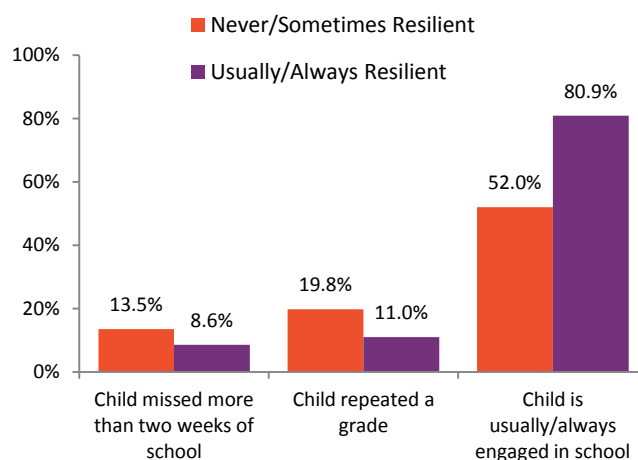 Never/Sometimes Resilient
Usually/Always Resilient
100%
80%
60%
40%
20%
0%
13.5%
8.6%
19.8%
11.0%
52.0%
80.9%
Child missed more
than two weeks of
school
Child repeated a
grade
Child is
usually/always
engaged in school